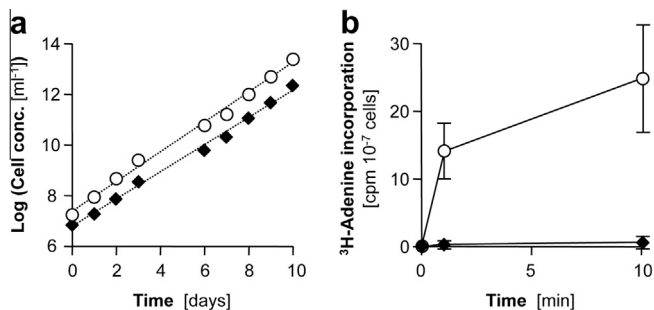 a
Log (Cell conc. [ml⁻¹])
14
12
10
8
6
0
2
4
6
8
10
Time [days]
b
³H-Adenine incorporation
[cpm 10⁻⁷ cells]
30
20
10
0
0
5
10
Time [min]